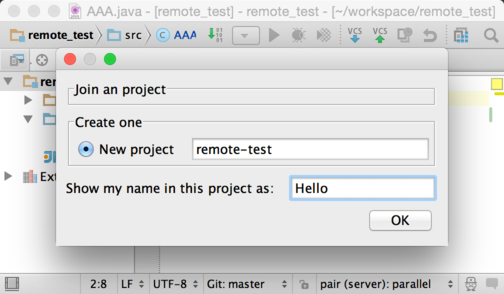 AAA.java - [remote_test] - remote_test - [~/workspace/remote_test]
remote_test src AAA VCS VCS
Join an project
Create one
New project remote-test
Show my name in this project as: Hello
OK
Ext
2:8 LF UTF-8 Git: master pair (server): parallel